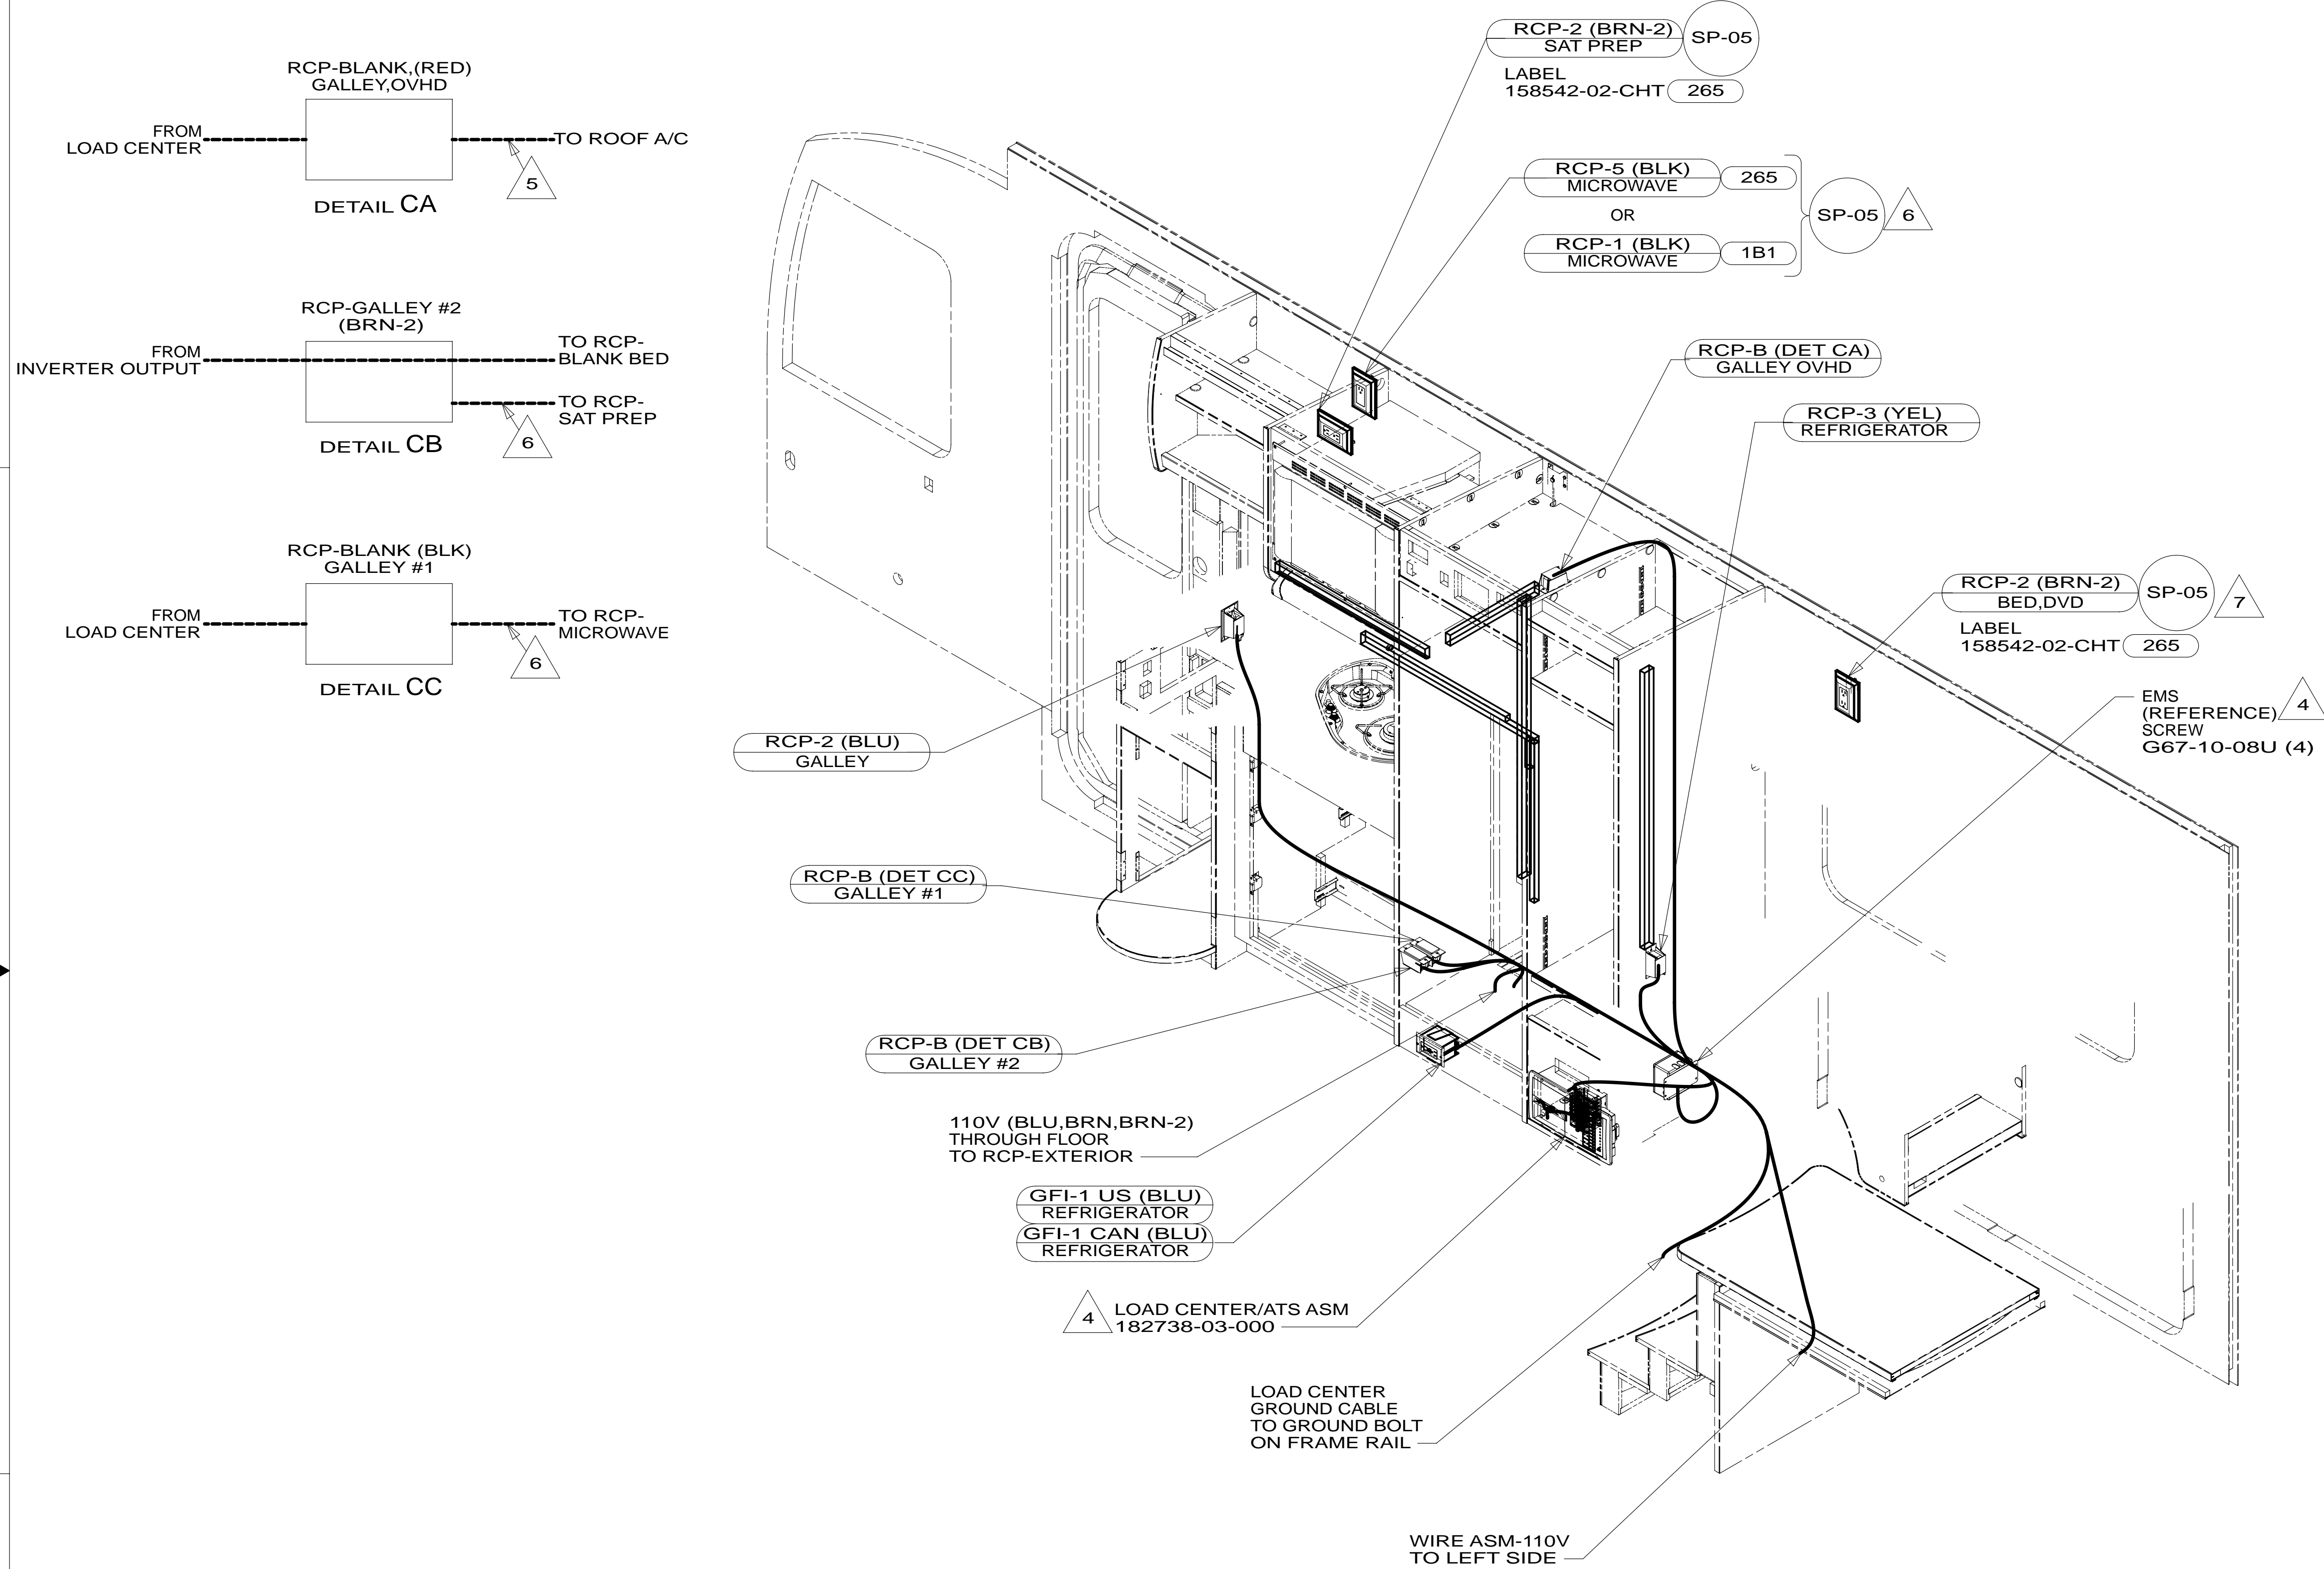 RCP-BLANK,(RED)
GALLEY,OVHD
FROM
LOAD CENTER
TO ROOF A/C
5
DETAIL CA
RCP-GALLEY #2
(BRN-2)
FROM
INVERTER OUTPUT
TO RCP-
BLANK BED
TO RCP-
SAT PREP
6
DETAIL CB
RCP-BLANK (BLK)
GALLEY #1
FROM
LOAD CENTER
TO RCP-
MICROWAVE
6
DETAIL CC
RCP-2 (BRN-2)
SAT PREP
SP-05
LABEL
158542-02-CHT 265
RCP-5 (BLK)
MICROWAVE
265
OR
RCP-1 (BLK)
MICROWAVE
1B1
SP-05
6
RCP-B (DET CA)
GALLEY OVHD
RCP-3 (YEL)
REFRIGERATOR
RCP-2 (BRN-2)
BED,DVD
SP-05
7
LABEL
158542-02-CHT 265
EMS
(REFERENCE)
SCREW
G67-10-08U (4)
4
RCP-2 (BLU)
GALLEY
RCP-B (DET CC)
GALLEY #1
RCP-B (DET CB)
GALLEY #2
110V (BLU,BRN,BRN-2)
THROUGH FLOOR
TO RCP-EXTERIOR
GFI-1 US (BLU)
REFRIGERATOR
GFI-1 CAN (BLU)
REFRIGERATOR
4
LOAD CENTER/ATS ASM
182738-03-000
LOAD CENTER
GROUND CABLE
TO GROUND BOLT
ON FRAME RAIL
WIRE ASM-110V
TO LEFT SIDE